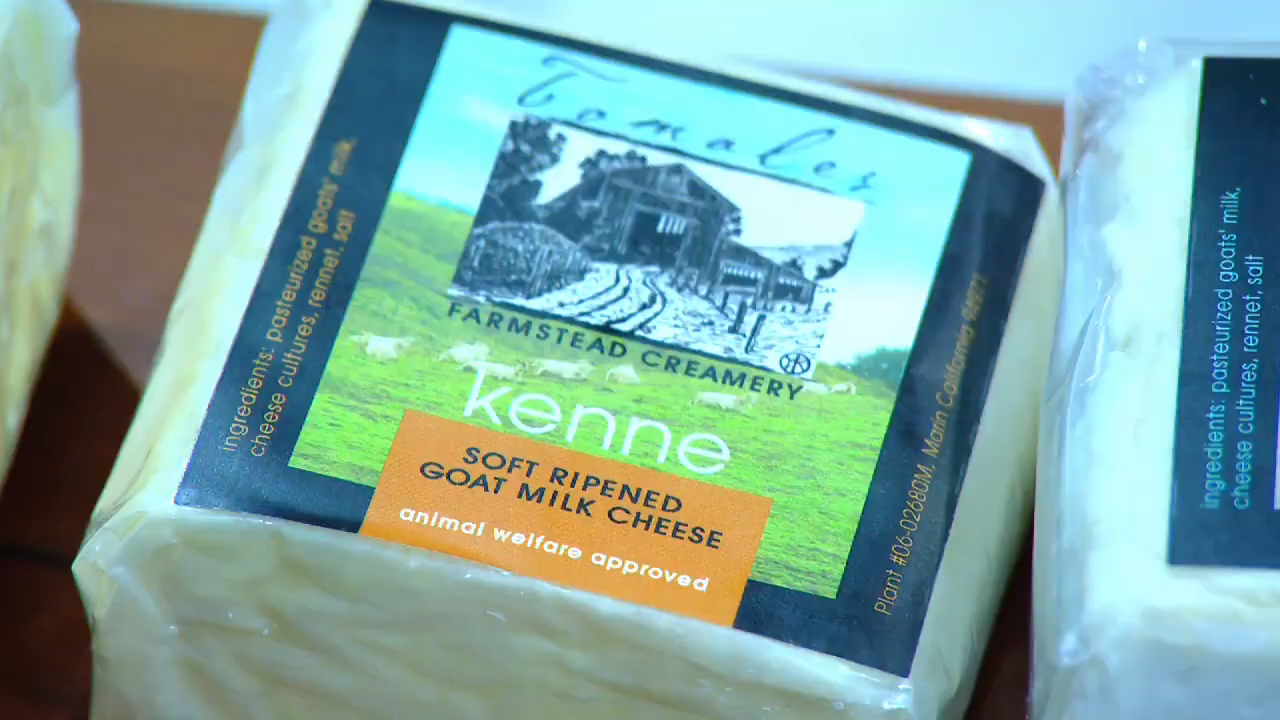 Tomales
FARMSTEAD CREAMERY
kenne
SOFT RIPENED
GOAT MILK CHEESE
animal welfare approved
ingredients: pasteurized goats' milk,
cheese cultures, rennet, salt
Plant #06-02680M, Marin California 94971
ingredients: pasteurized goats' milk,
cheese cultures, rennet, salt